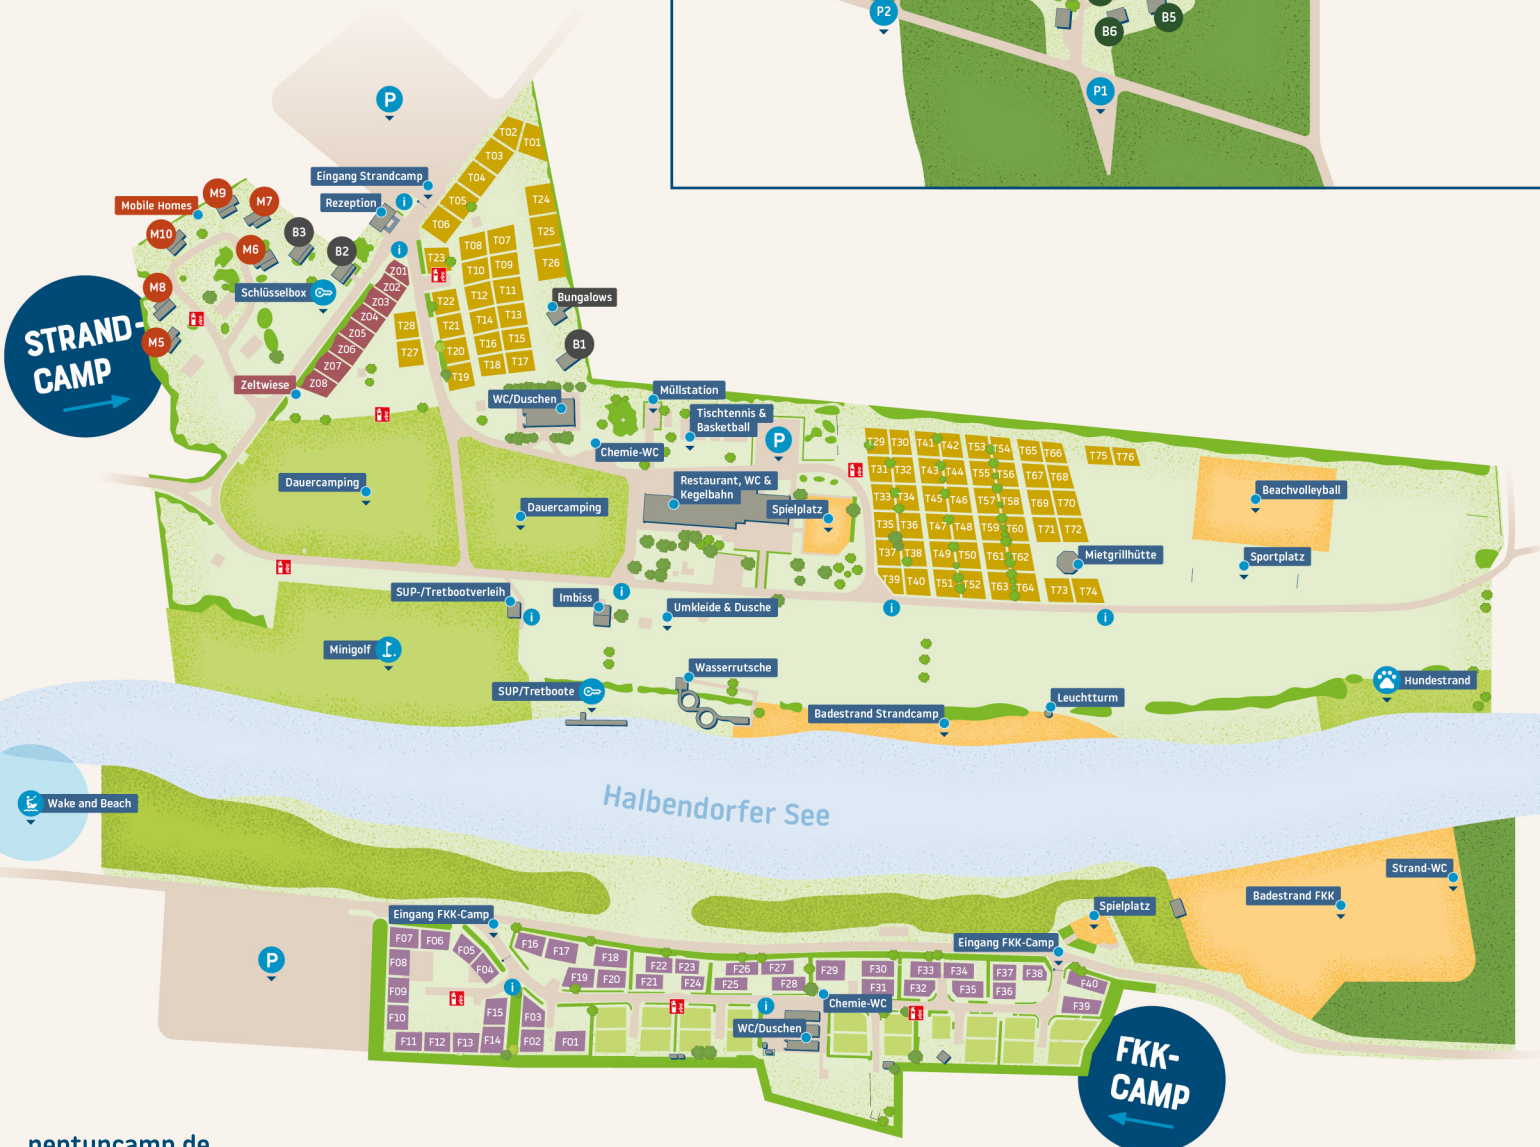 P2
B5
B6
P1
P
T02
T01
T03
T04
T05
T06
T24
T25
T26
Eingang Strandcamp
Rezeption
i
i
Mobile Homes
M9
M7
M10
M6
B3
B2
M8
M5
Schlüsselbox
STRAND-
CAMP
Z01
Z02
Z03
Z04
Z05
Z06
Z07
Z08
Zeltwiese
T23
T08
T07
T10
T09
T12
T11
T22
T14
T13
T21
T16
T15
T20
T18
T17
T19
T28
T27
Bungalows
B1
WC/Duschen
Müllstation
Tischtennis &
Basketball
P
Chemie-WC
Restaurant, WC &
Kegelbahn
Spielplatz
Dauercamping
Dauercamping
T29
T30
T41
T42
T53
T54
T65
T66
T75
T76
T31
T32
T43
T44
T55
T56
T67
T68
T33
T34
T45
T46
T57
T58
T69
T70
T35
T36
T47
T48
T59
T60
T71
T72
T37
T38
T49
T50
T61
T62
T39
T40
T51
T52
T63
T64
T73
T74
Mietgrillhütte
Beachvolleyball
Sportplatz
SUP-/Tretbootverleih
i
Imbiss
i
Umkleide & Dusche
i
i
Minigolf
SUP/Tretboote
Wasserrutsche
Badestrand Strandcamp
Leuchtturm
Hundestrand
Halbendorfer See
Wake and Beach
P
Eingang FKK-Camp
F07
F06
F05
F04
F08
F09
F10
F11
F12
F13
F14
F15
F03
F02
F01
i
F16
F17
F18
F19
F20
F22
F23
F21
F24
F26
F27
F25
F28
F29
F30
F31
F33
F34
F32
F35
F37
F38
F36
F40
F39
i
Chemie-WC
WC/Duschen
Eingang FKK-Camp
Spielplatz
Badestrand FKK
Strand-WC
FKK-
CAMP
neptuncamp.de